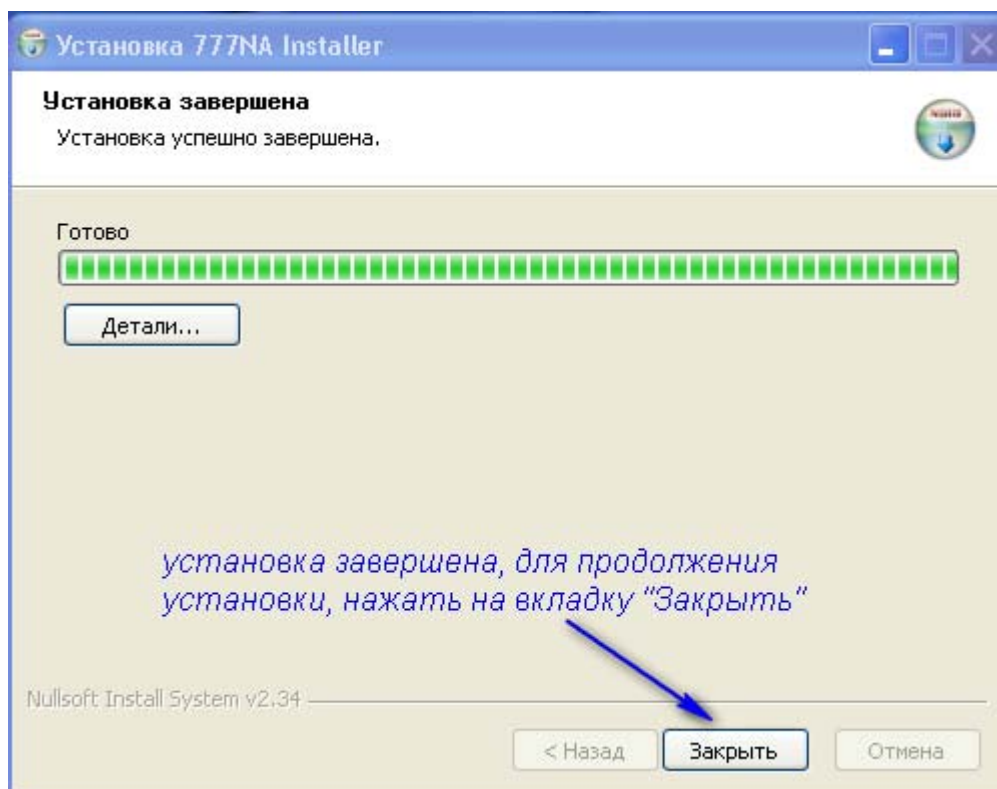 Установка 777NA Installer
Установка завершена
Установка успешно завершена.
Готово
Детали...
установка завершена, для продолжения
установки, нажать на вкладку "Закрыть"
Nullsoft Install System v2.34
< Назад
Закрыть
Отмена